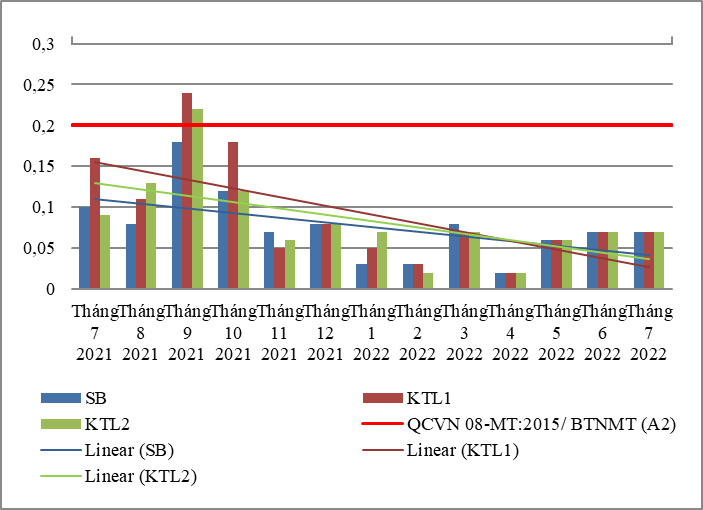 0,3
0,25
0,2
0,15
0,1
0,05
0
Tháng Tháng Tháng Tháng Tháng Tháng Tháng Tháng Tháng Tháng Tháng Tháng Tháng
7 8 9 10 11 12 1 2 3 4 5 6 7
2021 2021 2021 2021 2021 2021 2022 2022 2022 2022 2022 2022 2022
SB KTL1
KTL2 QCVN 08-MT:2015/ BTNMT (A2)
Linear (SB) Linear (KTL1)
Linear (KTL2)